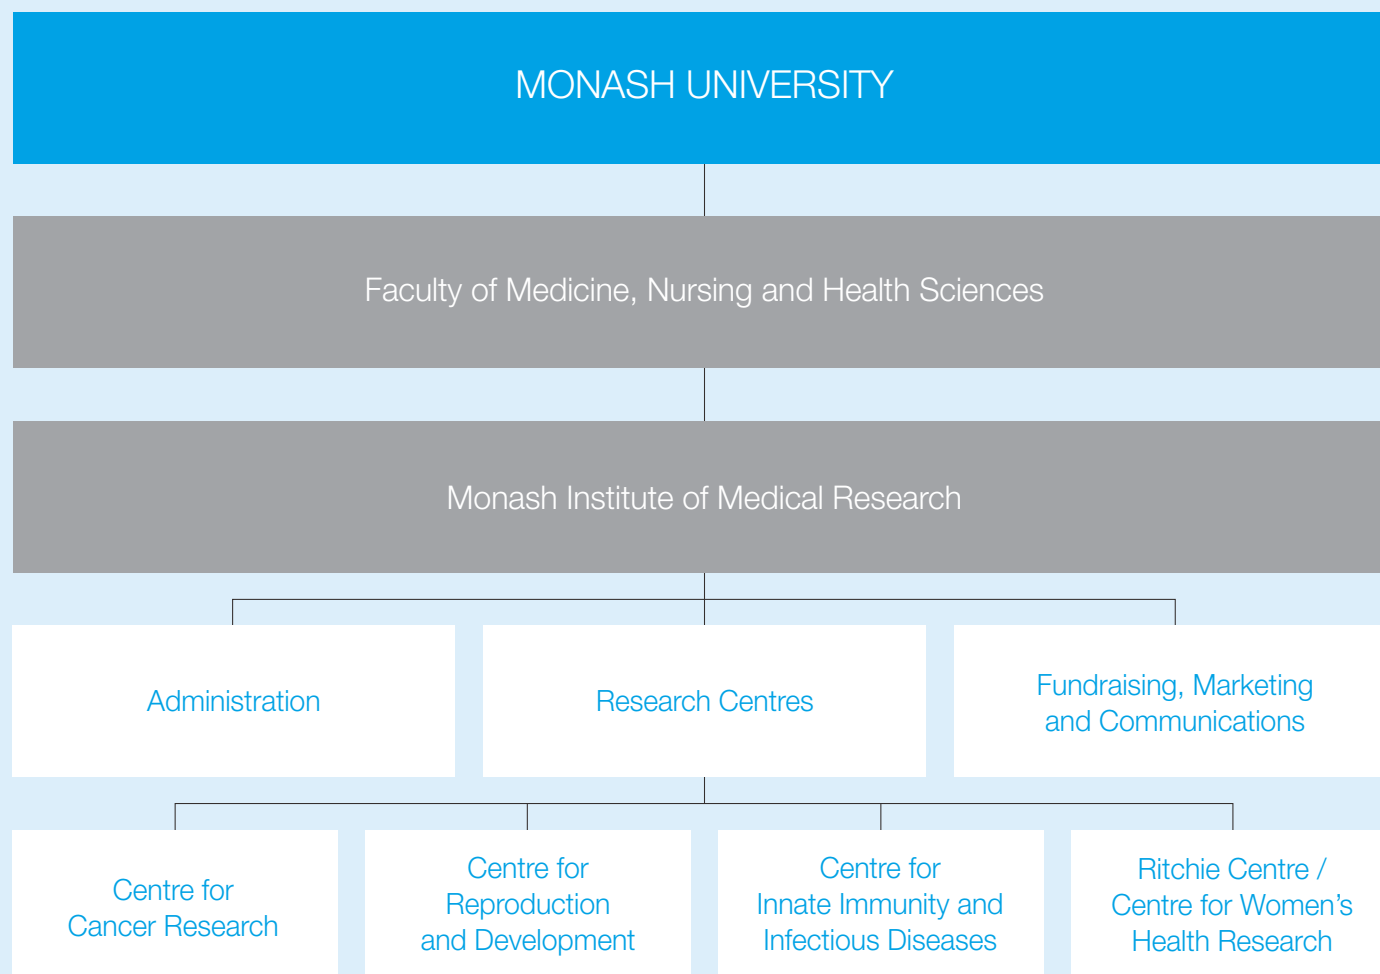 MONASH UNIVERSITY
Faculty of Medicine, Nursing and Health Sciences
Monash Institute of Medical Research
Administration
Research Centres
Fundraising, Marketing
and Communications
Centre for
Cancer Research
Centre for
Reproduction
and Development
Centre for
Innate Immunity and
Infectious Diseases
Ritchie Centre /
Centre for Women’s
Health Research